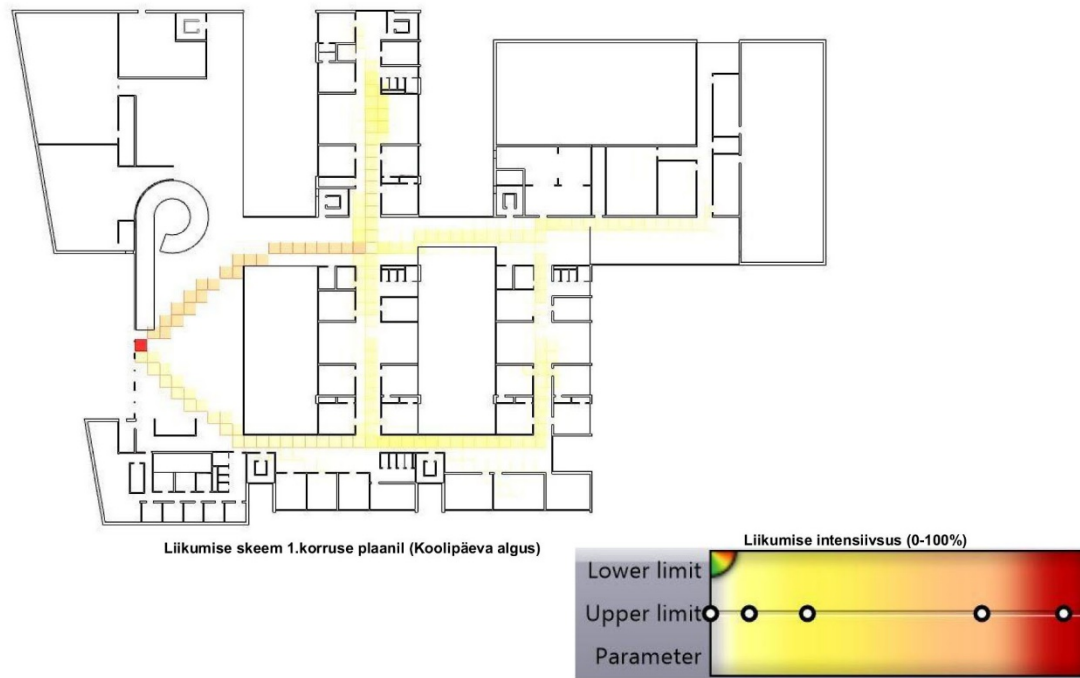 Liikumise skeem 1.korruse plaanil (Koolipäeva algus)
Liikumise intensiivsus (0-100%)
Lower limit
Upper limit
Parameter